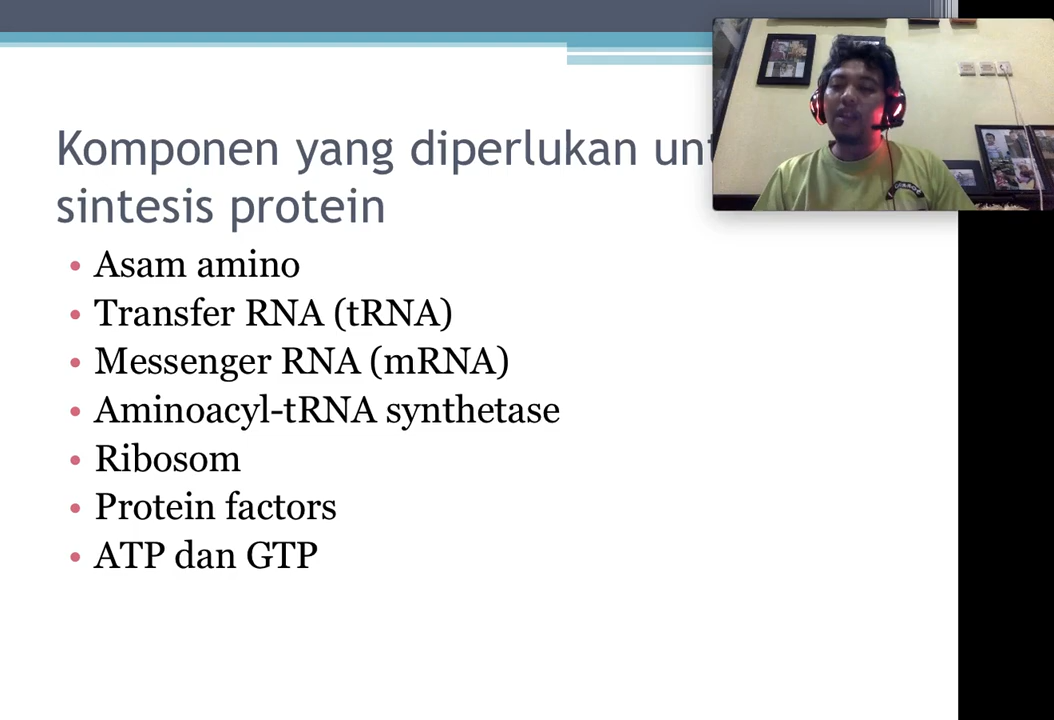 Komponen yang diperlukan
sintesis protein
• Asam amino
• Transfer RNA (tRNA)
• Messenger RNA (mRNA)
• Aminoacyl-tRNA synthetase
• Ribosom
• Protein factors
• ATP dan GTP